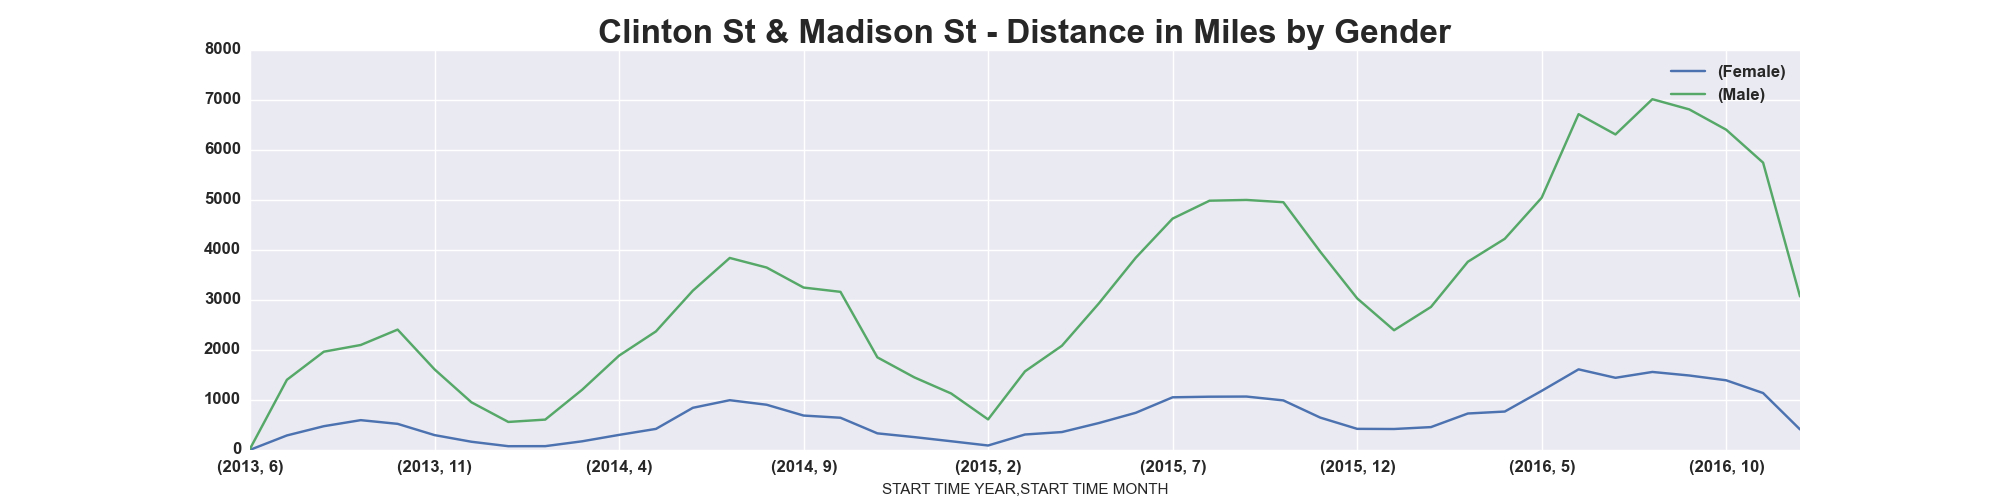 Clinton St & Madison St - Distance in Miles by Gender
8000
7000
6000
5000
4000
3000
2000
1000
0
(Female)
(Male)
(2013, 6) (2013, 11) (2014, 4) (2014, 9) (2015, 2) (2015, 7) (2015, 12) (2016, 5) (2016, 10)
START TIME YEAR,START TIME MONTH